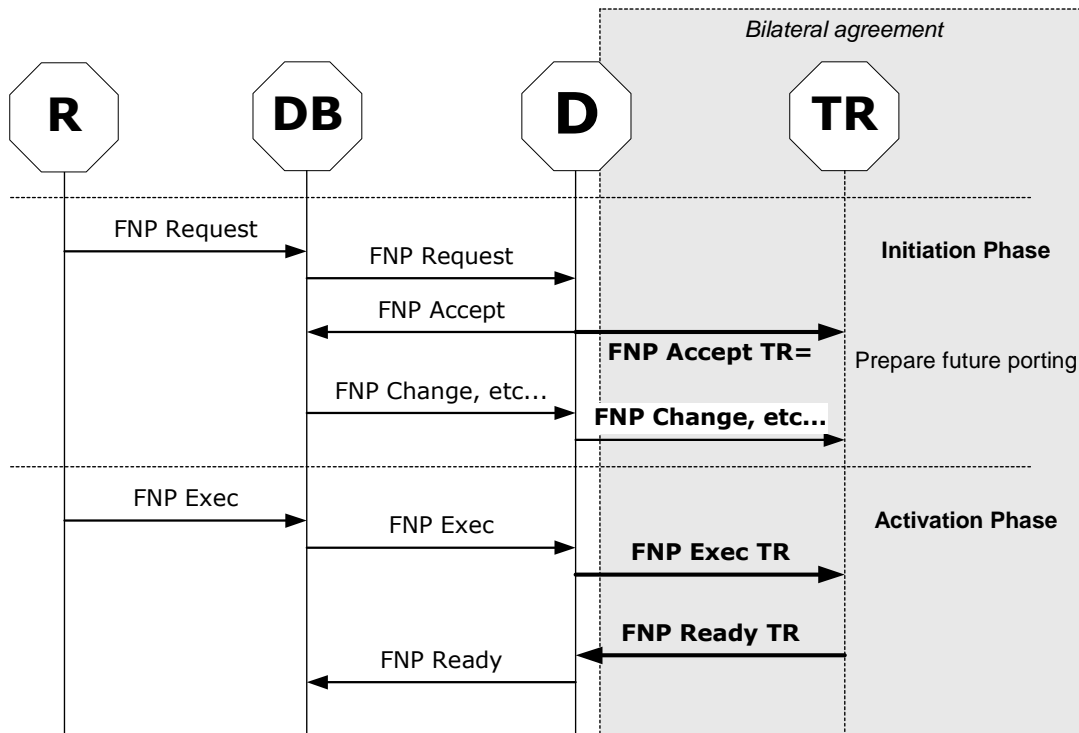 Bilateral agreement
R
DB
D
TR
FNP Request
FNP Request
Initiation Phase
FNP Accept
FNP Accept TR=
Prepare future porting
FNP Change, etc...
FNP Change, etc...
FNP Exec
FNP Exec
Activation Phase
FNP Exec TR
FNP Ready TR
FNP Ready